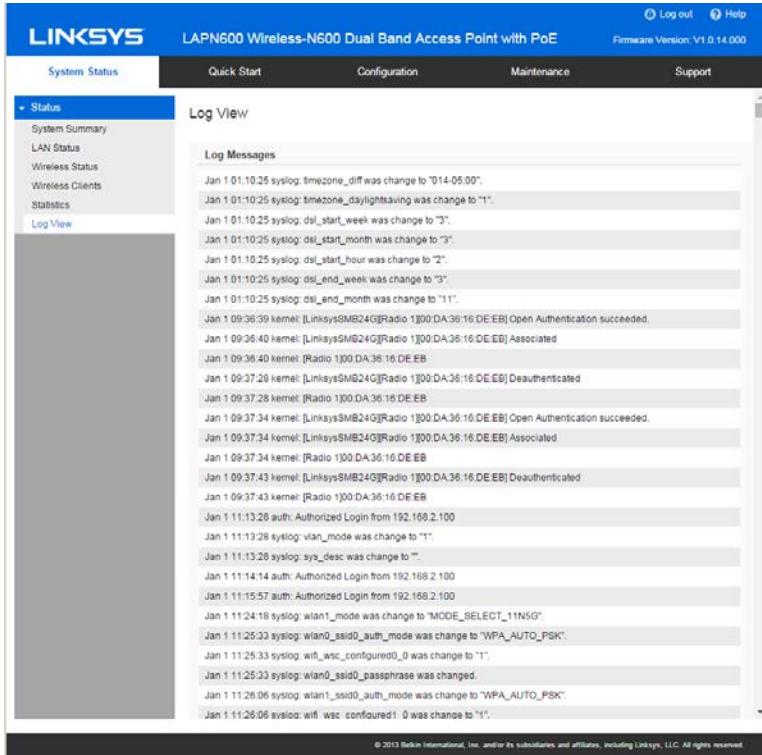 Log out Help
LINKSYS LAPN600 Wireless-N600 Dual Band Access Point with PoE Firmware Version: V1.0.14.000
System Status Quick Start Configuration Maintenance Support
Status
System Summary
LAN Status
Wireless Status
Wireless Clients
Statistics
Log View
Log View
Log Messages
Jan 1 01:10:25 syslog: timezone_diff was change to "014-05:00".
Jan 1 01:10:25 syslog: timezone_daylightsaving was change to "1".
Jan 1 01:10:25 syslog: dsl_start_week was change to "3".
Jan 1 01:10:25 syslog: dsl_start_month was change to "3".
Jan 1 01:10:25 syslog: dsl_start_hour was change to "2".
Jan 1 01:10:25 syslog: dsl_end_week was change to "3".
Jan 1 01:10:25 syslog: dsl_end_month was change to "11".
Jan 1 09:36:39 kernel: [LinksysSMB24G][Radio 1][00:DA:36:16:DE:EB] Open Authentication succeeded.
Jan 1 09:36:40 kernel: [LinksysSMB24G][Radio 1][00:DA:36:16:DE:EB] Associated
Jan 1 09:36:40 kernel: [Radio 1]00:DA:36:16:DE:EB
Jan 1 09:37:28 kernel: [LinksysSMB24G][Radio 1][00:DA:36:16:DE:EB] Deauthenticated
Jan 1 09:37:28 kernel: [Radio 1]00:DA:36:16:DE:EB
Jan 1 09:37:34 kernel: [LinksysSMB24G][Radio 1][00:DA:36:16:DE:EB] Open Authentication succeeded.
Jan 1 09:37:34 kernel: [LinksysSMB24G][Radio 1][00:DA:36:16:DE:EB] Associated
Jan 1 09:37:34 kernel: [Radio 1]00:DA:36:16:DE:EB
Jan 1 09:37:43 kernel: [LinksysSMB24G][Radio 1][00:DA:36:16:DE:EB] Deauthenticated
Jan 1 09:37:43 kernel: [Radio 1]00:DA:36:16:DE:EB
Jan 1 11:13:28 auth: Authorized Login from 192.168.2.100
Jan 1 11:13:28 syslog: vlan_mode was change to "1".
Jan 1 11:13:28 syslog: sys_desc was change to "".
Jan 1 11:14:14 auth: Authorized Login from 192.168.2.100
Jan 1 11:15:57 auth: Authorized Login from 192.168.2.100
Jan 1 11:24:18 syslog: wlan1_mode was change to "MODE_SELECT_11N5G".
Jan 1 11:25:33 syslog: wlan0_ssid0_auth_mode was change to "WPA_AUTO_PSK".
Jan 1 11:25:33 syslog: wifi_wsc_configured0_0 was change to "1".
Jan 1 11:25:33 syslog: wlan0_ssid0_passphrase was changed.
Jan 1 11:26:06 syslog: wlan1_ssid0_auth_mode was change to "WPA_AUTO_PSK".
Jan 1 11:26:06 syslog: wifi_wsc_configured1_0 was change to "1".
© 2013 Belkin International, Inc. and/or its subsidiaries and affiliates, including Linksys, LLC. All rights reserved.